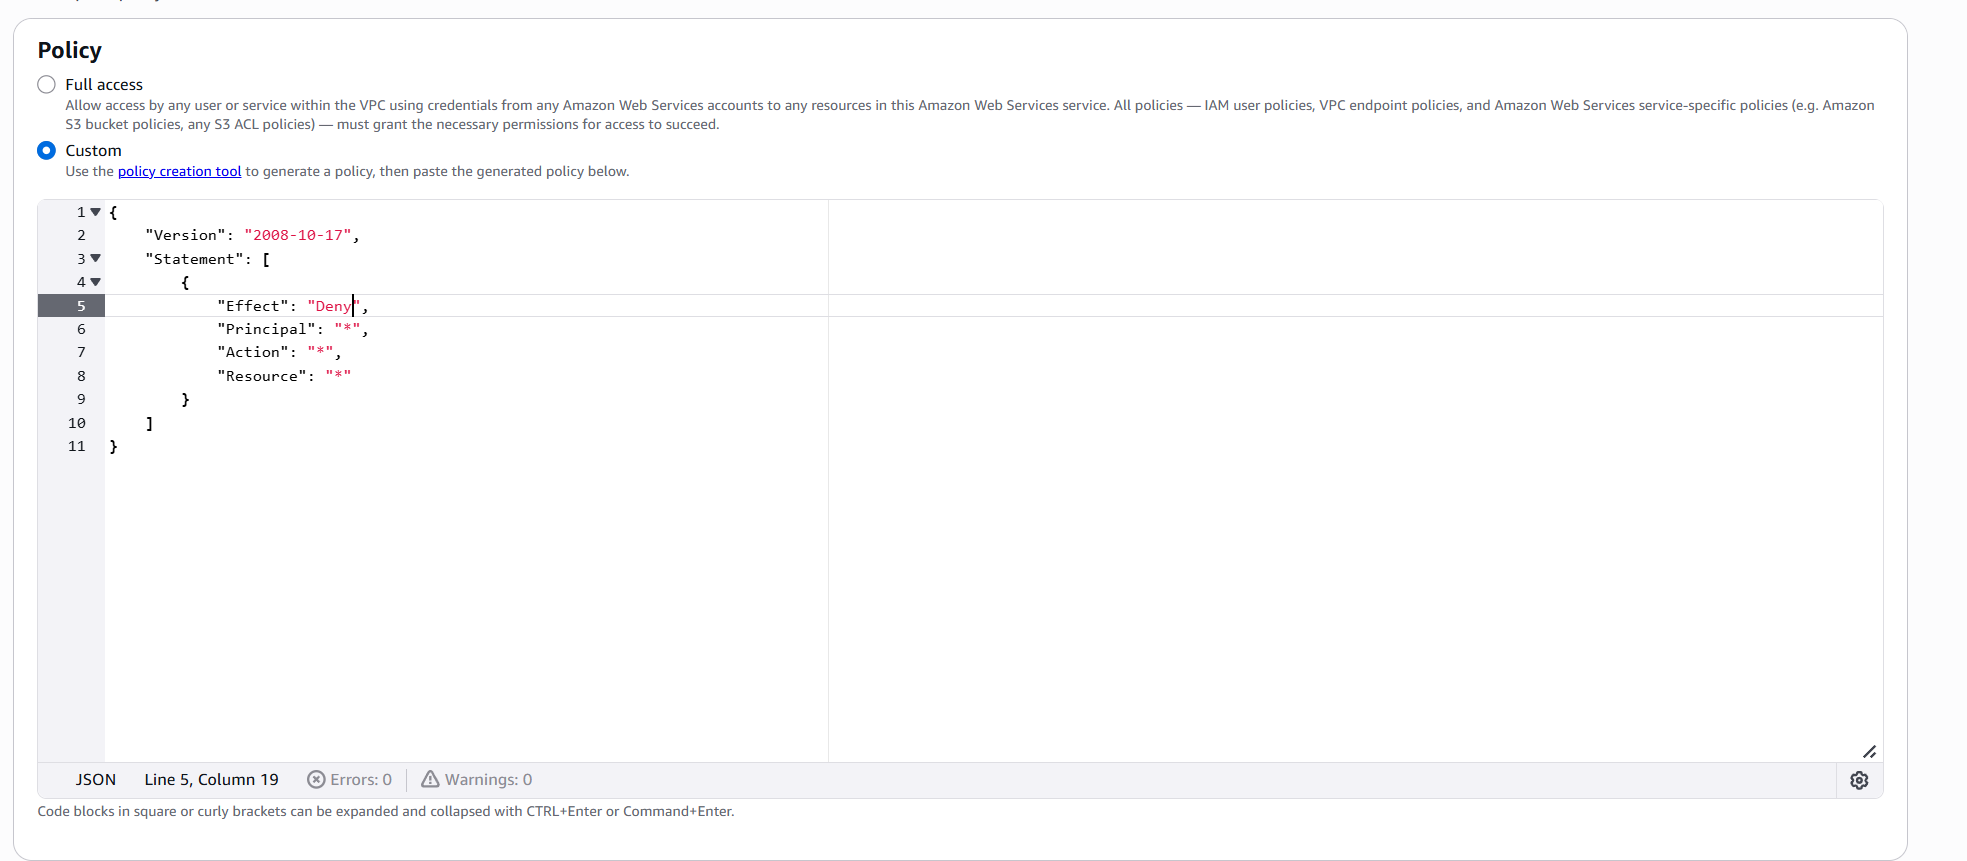 Policy
Full access
Allow access by any user or service within the VPC using credentials from any Amazon Web Services accounts to any resources in this Amazon Web Services service. All policies — IAM user policies, VPC endpoint policies, and Amazon Web Services service-specific policies (e.g. Amazon
S3 bucket policies, any S3 ACL policies) — must grant the necessary permissions for access to succeed.
Custom
Use the policy creation tool to generate a policy, then paste the generated policy below.
1 {
2 "Version": "2008-10-17",
3 "Statement": [
4 {
5 "Effect": "Deny",
6 "Principal": "*",
7 "Action": "*",
8 "Resource": "*"
9 }
10 ]
11 }
JSON Line 5, Column 19 Errors: 0 Warnings: 0
Code blocks in square or curly brackets can be expanded and collapsed with CTRL+Enter or Command+Enter.